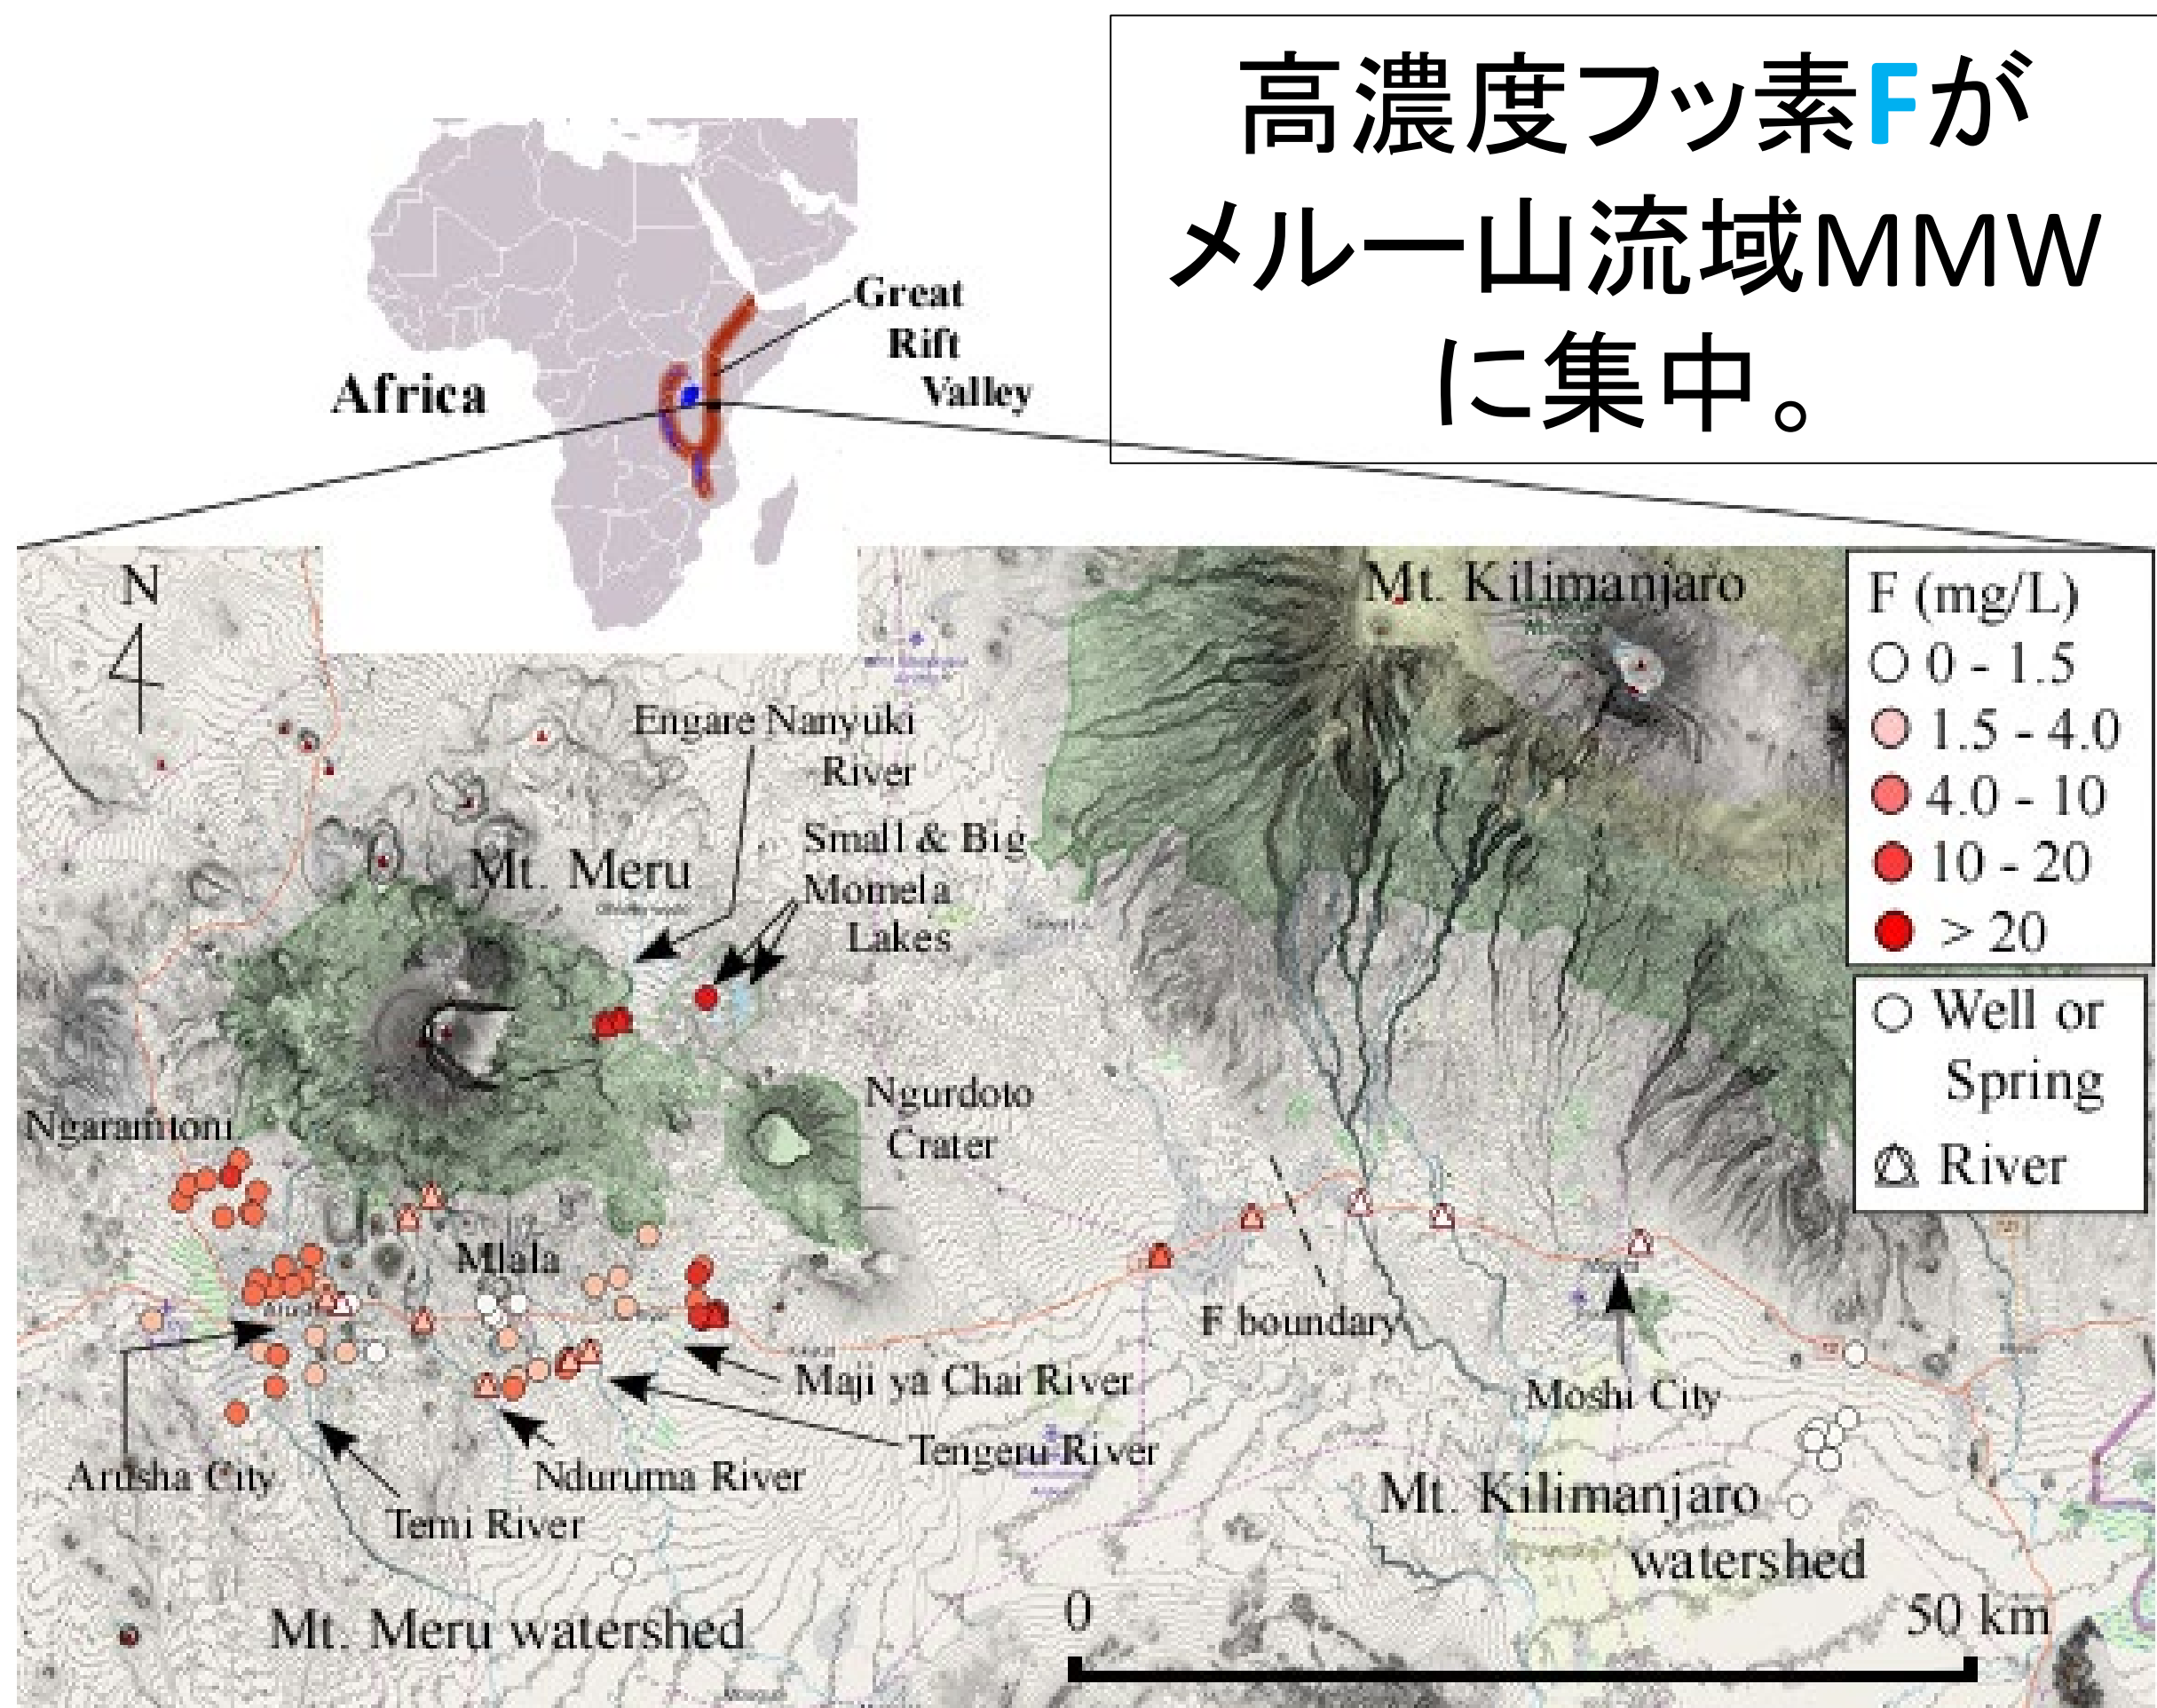 高濃度フッ素Fが
メルー山流域MMW
に集中。
Great
Rift
Valley
Africa
N
Mt. Kilimanjaro
F (mg/L)
0 - 1.5
1.5 - 4.0
4.0 - 10
10 - 20
> 20
Well or
Spring
River
Engare Nanyuki
River
Small & Big
Momela
Lakes
Mt. Meru
Ngurdoto
Crater
Ngaramtoni
Mlala
F boundary
Maji ya Chai River
Moshi City
Tengeru River
Arusha City
Nduruma River
Temi River
Mt. Kilimanjaro
watershed
Mt. Meru watershed
0
50 km